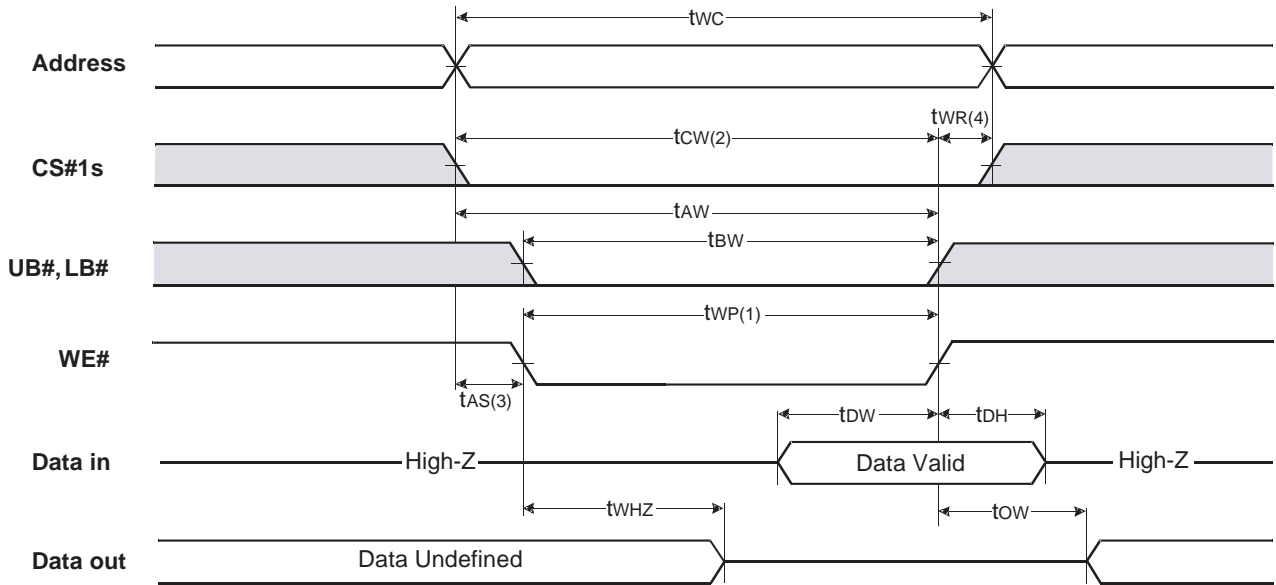 tWC
Address
tWR(4)
tCW(2)
CS#1s
tAW
tBW
UB#, LB#
tWP(1)
WE#
tAS(3)
tDW
tDH
Data in
High-Z
Data Valid
High-Z
tWHZ
tOW
Data out
Data Undefined